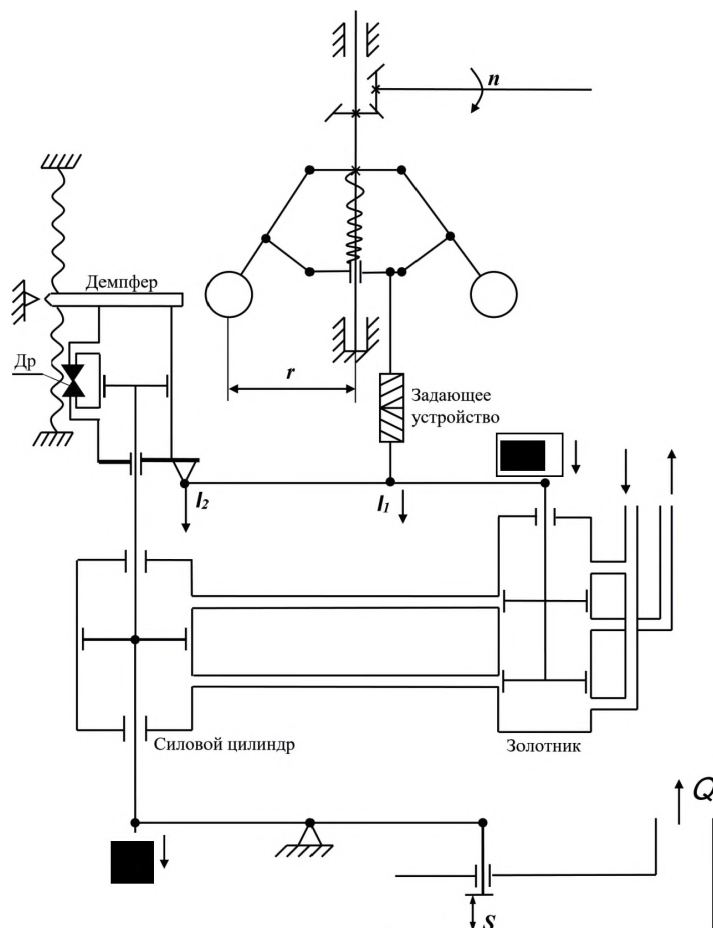 n
Демпфер
Др
r
Задающее
устройство
l₂
l₁
Силовой цилиндр
Золотник
Q
S